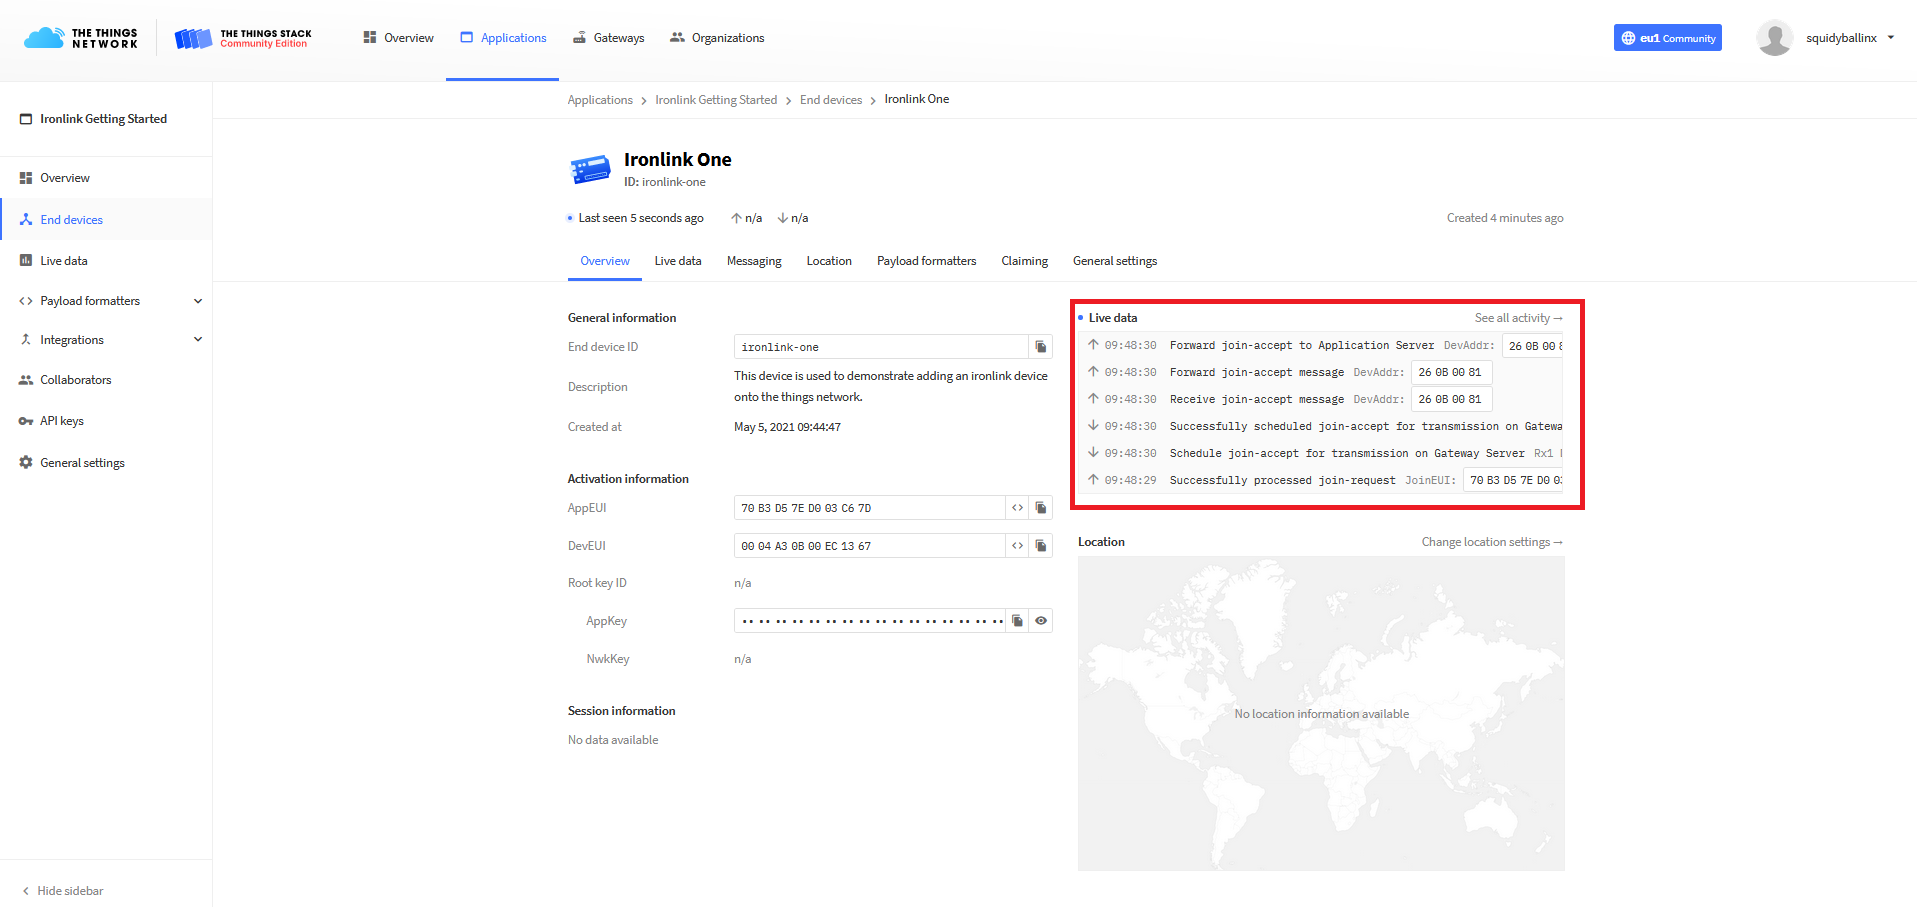 THE THINGS
NETWORK
THE THINGS STACK
Community Edition
Overview
Applications
Gateways
Organizations
eu1 Community
squidyballinx
Ironlink Getting Started
Overview
End devices
Live data
Payload formatters
Integrations
Collaborators
API keys
General settings
Hide sidebar
Applications > Ironlink Getting Started > End devices > Ironlink One
Ironlink One
ID: ironlink-one
Last seen 5 seconds ago ↑ n/a ↓ n/a
Created 4 minutes ago
Overview Live data Messaging Location Payload formatters Claiming General settings
General information
End device ID ironlink-one
Description This device is used to demonstrate adding an ironlink device
onto the things network.
Created at May 5, 2021 09:44:47
Activation information
AppEUI 70 B3 D5 7E D0 03 C6 7D
DevEUI 00 04 A3 0B 00 EC 13 67
Root key ID n/a
AppKey •• •• •• •• •• •• •• •• •• •• •• •• •• •• •• ••
NwkKey n/a
Session information
No data available
Live data See all activity →
↑ 09:48:30 Forward join-accept to Application Server DevAddr: 26 0B 00
↑ 09:48:30 Forward join-accept message DevAddr: 26 0B 00 81
↑ 09:48:30 Receive join-accept message DevAddr: 26 0B 00 81
↓ 09:48:30 Successfully scheduled join-accept for transmission on Gatewa
↓ 09:48:30 Schedule join-accept for transmission on Gateway Server Rx1
↑ 09:48:29 Successfully processed join-request JoinEUI: 70 B3 D5 7E D0
Location Change location settings →
No location information available